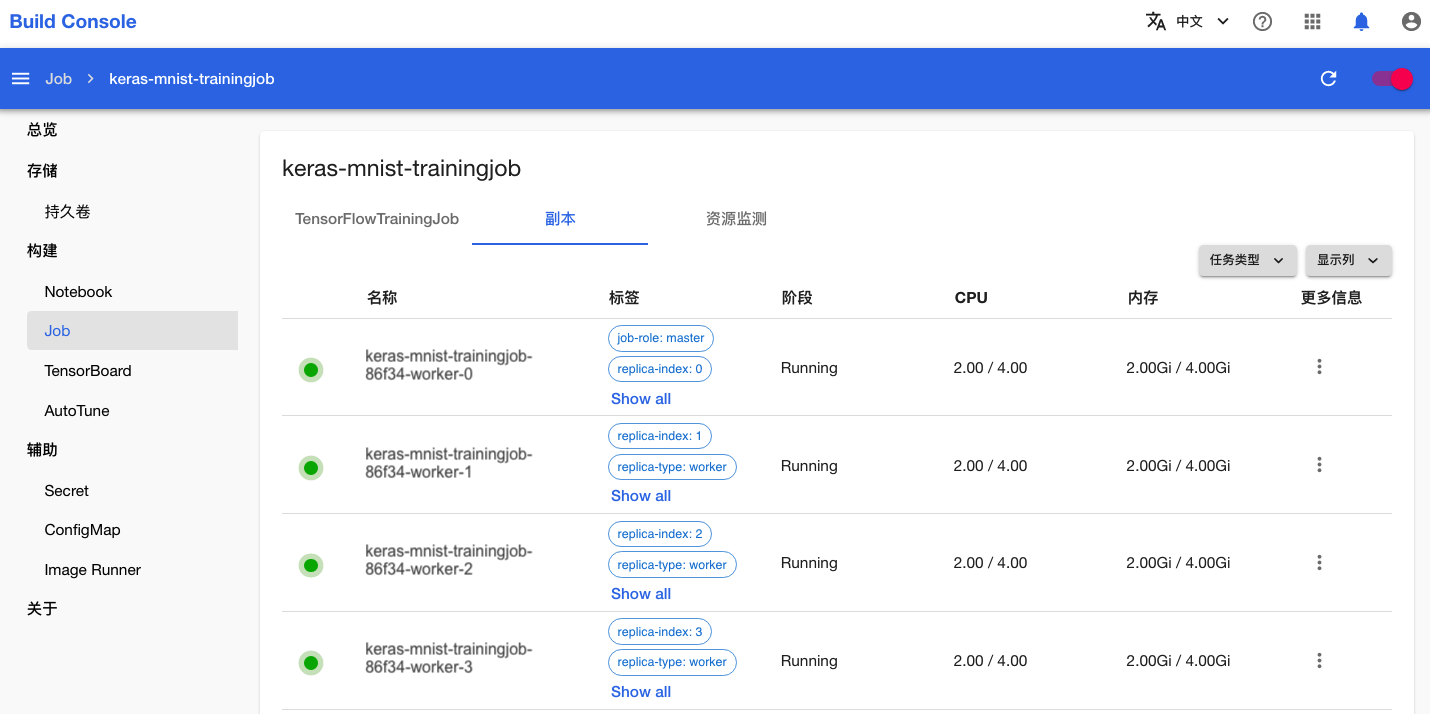 Build Console
中文
Job
keras-mnist-trainingjob
总览
存储
持久卷
构建
Notebook
Job
TensorBoard
AutoTune
辅助
Secret
ConfigMap
Image Runner
关于
keras-mnist-trainingjob
TensorFlowTrainingJob 副本 资源监测
任务类型 显示列
名称 标签 阶段 CPU 内存 更多信息
keras-mnist-trainingjob-
86f34-worker-0
job-role: master
replica-index: 0
Show all
Running
2.00 / 4.00
2.00Gi / 4.00Gi
keras-mnist-trainingjob-
86f34-worker-1
replica-index: 1
replica-type: worker
Show all
Running
2.00 / 4.00
2.00Gi / 4.00Gi
keras-mnist-trainingjob-
86f34-worker-2
replica-index: 2
replica-type: worker
Show all
Running
2.00 / 4.00
2.00Gi / 4.00Gi
keras-mnist-trainingjob-
86f34-worker-3
replica-index: 3
replica-type: worker
Show all
Running
2.00 / 4.00
2.00Gi / 4.00Gi